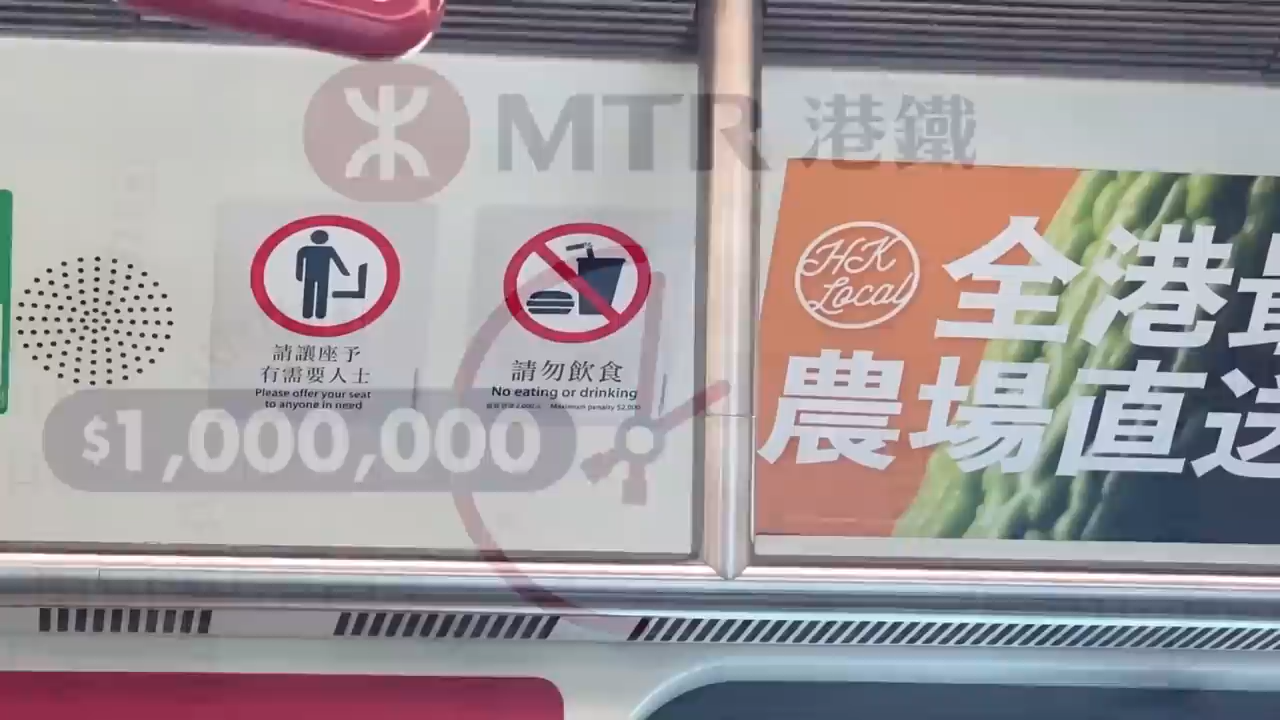 MTR 港鐵
請讓座予
有需要人士
Please offer your seat
to anyone in need
請勿飲食
No eating or drinking
Maximum penalty $2,000
$1,000,000
HK
Local
全港最
農場直送